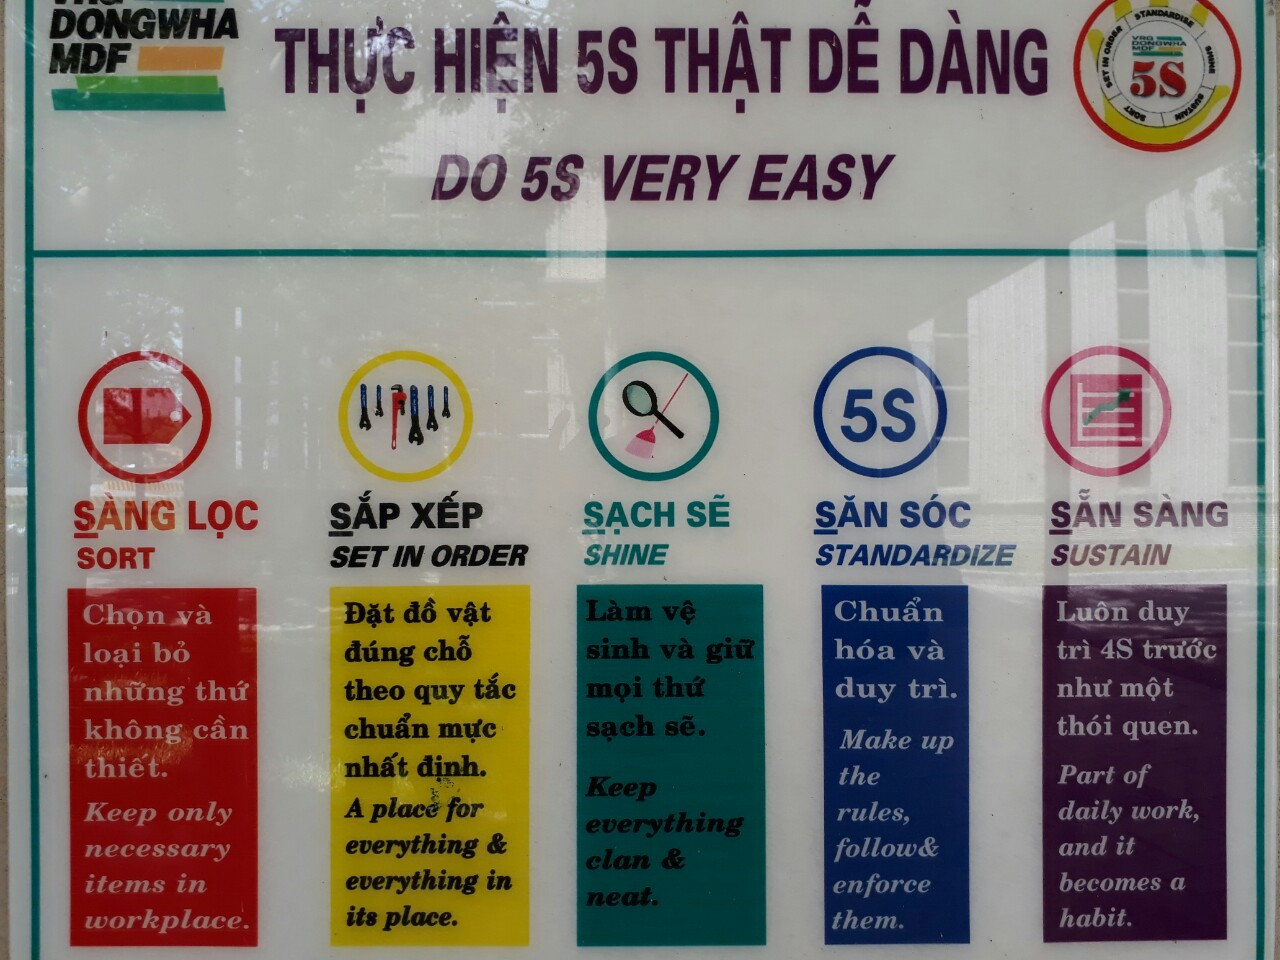 VRG
DONGWHA
MDF
THỰC HIỆN 5S THẬT DỄ DÀNG
DO 5S VERY EASY
STANDARDISE
SHINE
SUSTAIN
SORT
SET IN ORDER
VRG
DONGWHA
MDF
5S
5S
SÀNG LỌC
SORT
Chọn và
loại bỏ
những thứ
không cần
thiết.
Keep only
necessary
items in
workplace.
SẮP XẾP
SET IN ORDER
Đặt đồ vật
đúng chỗ
theo quy tắc
chuẩn mực
nhất định.
A place for
everything &
everything in
its place.
SẠCH SẼ
SHINE
Làm vệ
sinh và giữ
mọi thứ
sạch sẽ.
Keep
everything
clan &
neat.
SĂN SÓC
STANDARDIZE
Chuẩn
hóa và
duy trì.
Make up
the
rules,
follow&
enforce
them.
SẴN SÀNG
SUSTAIN
Luôn duy
trì 4S trước
như một
thói quen.
Part of
daily work,
and it
becomes a
habit.